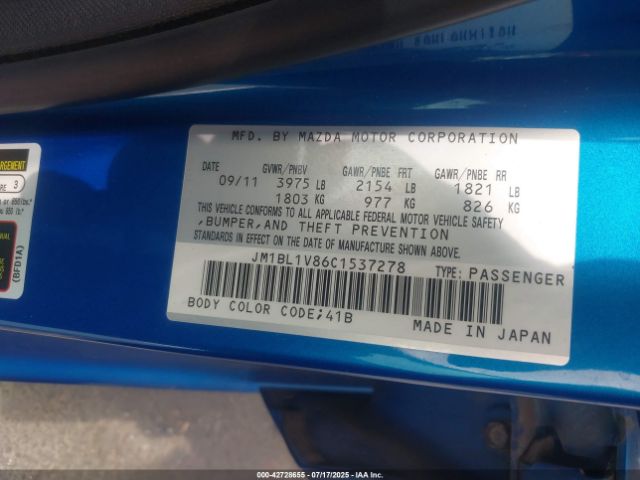 MFD. BY MAZDA MOTOR CORPORATION
DATE GVWR/PNBV GAWR/PNBE FRT GAWR/PNBE RR
09/11 3975 LB 2154 LB 1821 LB
1803 KG 977 KG 826 KG
THIS VEHICLE CONFORMS TO ALL APPLICABLE FEDERAL MOTOR VEHICLE SAFETY
,BUMPER,AND THEFT PREVENTION
STANDARDS IN EFFECT ON THE DATE OF MANUFACTURE SHOWN ABOVE.
JM1BL1V86C1537278 TYPE: PASSENGER
BODY COLOR CODE;41B
MADE IN JAPAN
3
(BFD1A)
00-42728655 - 07/17/2025 - IAA Inc.